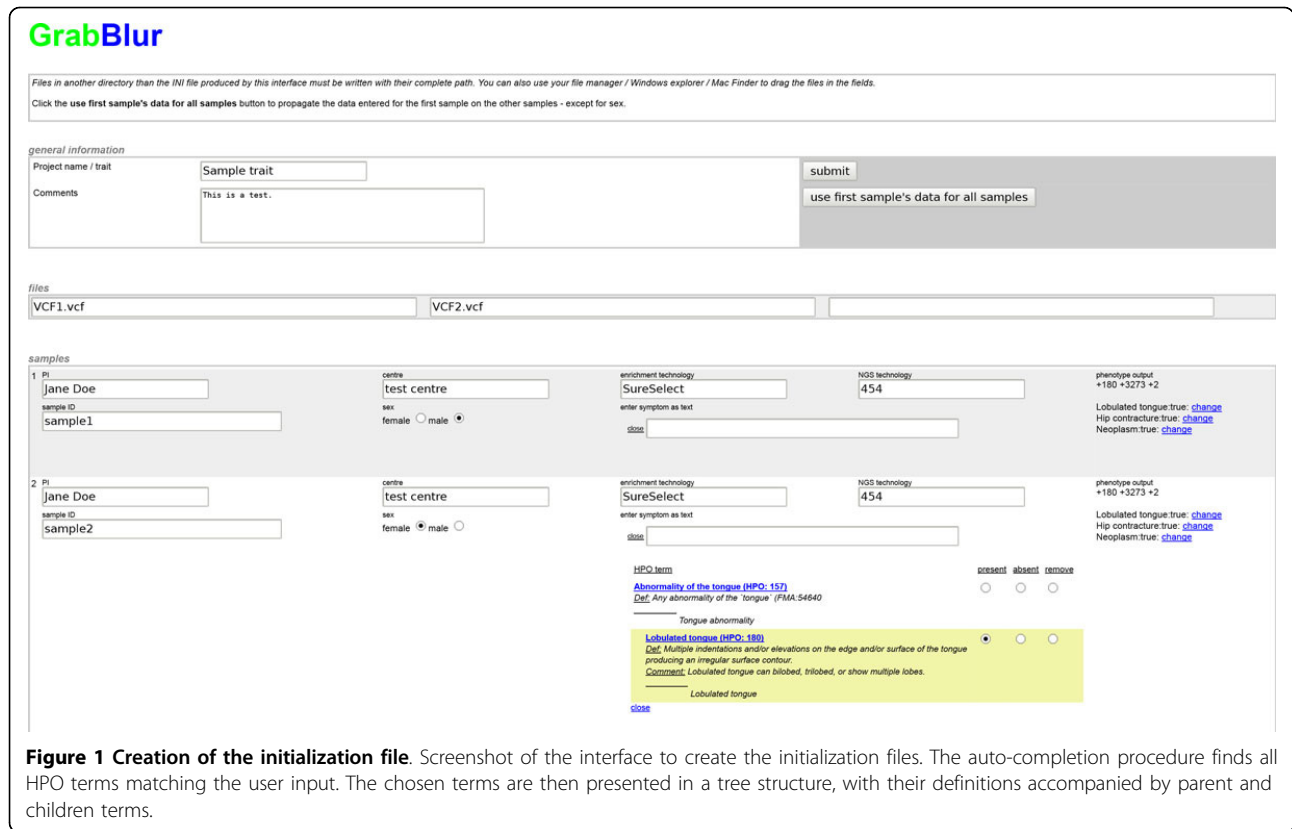 GrabBlur
Files in another directory than the INI file produced by this interface must be written with their complete path. You can also use your file manager / Windows explorer / Mac Finder to drag the files in the fields.
Click the use first sample's data for all samples button to propagate the data entered for the first sample on the other samples - except for sex.
general information
Project name / trait
Sample trait
submit
Comments
This is a test.
use first sample's data for all samples
files
VCF1.vcf
VCF2.vcf
samples
1 PI
centre
enrichment technology
NGS technology
phenotype output
Jane Doe
test centre
SureSelect
454
+180 +3273 +2
sample ID
sex
enter symptom as text
Lobulated tongue:true: change
sample1
female male
close
Hip contracture:true: change
Neoplasm:true: change
2 PI
centre
enrichment technology
NGS technology
phenotype output
Jane Doe
test centre
SureSelect
454
+180 +3273 +2
sample ID
sex
enter symptom as text
Lobulated tongue:true: change
sample2
female male
close
Hip contracture:true: change
Neoplasm:true: change
HPO term
present absent remove
Abnormality of the tongue (HPO: 157)
Def: Any abnormality of the `tongue` (FMA:54640
Tongue abnormality
Lobulated tongue (HPO: 180)
Def: Multiple indentations and/or elevations on the edge and/or surface of the tongue
producing an irregular surface contour.
Comment: Lobulated tongue can bilobed, trilobed, or show multiple lobes.
Lobulated tongue
close
Figure 1 Creation of the initialization file. Screenshot of the interface to create the initialization files. The auto-completion procedure finds all
HPO terms matching the user input. The chosen terms are then presented in a tree structure, with their definitions accompanied by parent and
children terms.